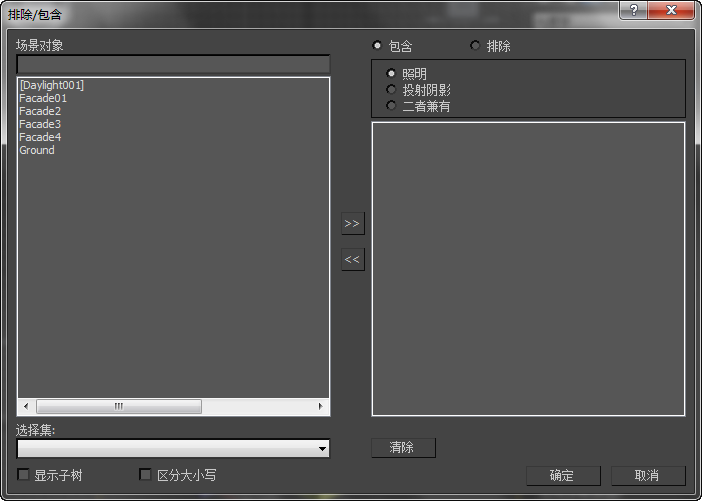 排除/包含
场景对象
包含
排除
照明
投射阴影
二者兼有
[Daylight001]
Facade01
Facade2
Facade3
Facade4
Ground
>>
<<
选择集:
清除
显示子树
区分大小写
确定
取消